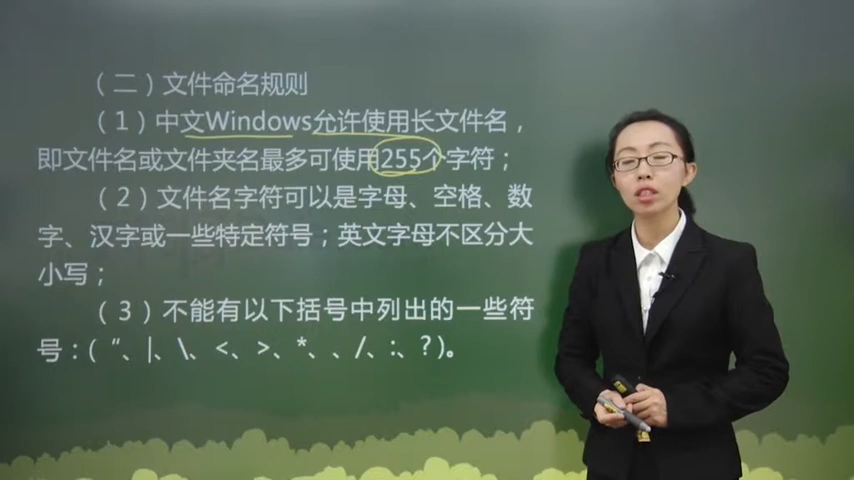 （二）文件命名规则
（1）中文Windows允许使用长文件名，
即文件名或文件夹名最多可使用255个字符；
（2）文件名字符可以是字母、空格、数
字、汉字或一些特定符号；英文字母不区分大
小写；
（3）不能有以下括号中列出的一些符
号：(“、|、\、<、>、*、、/、:、?)。